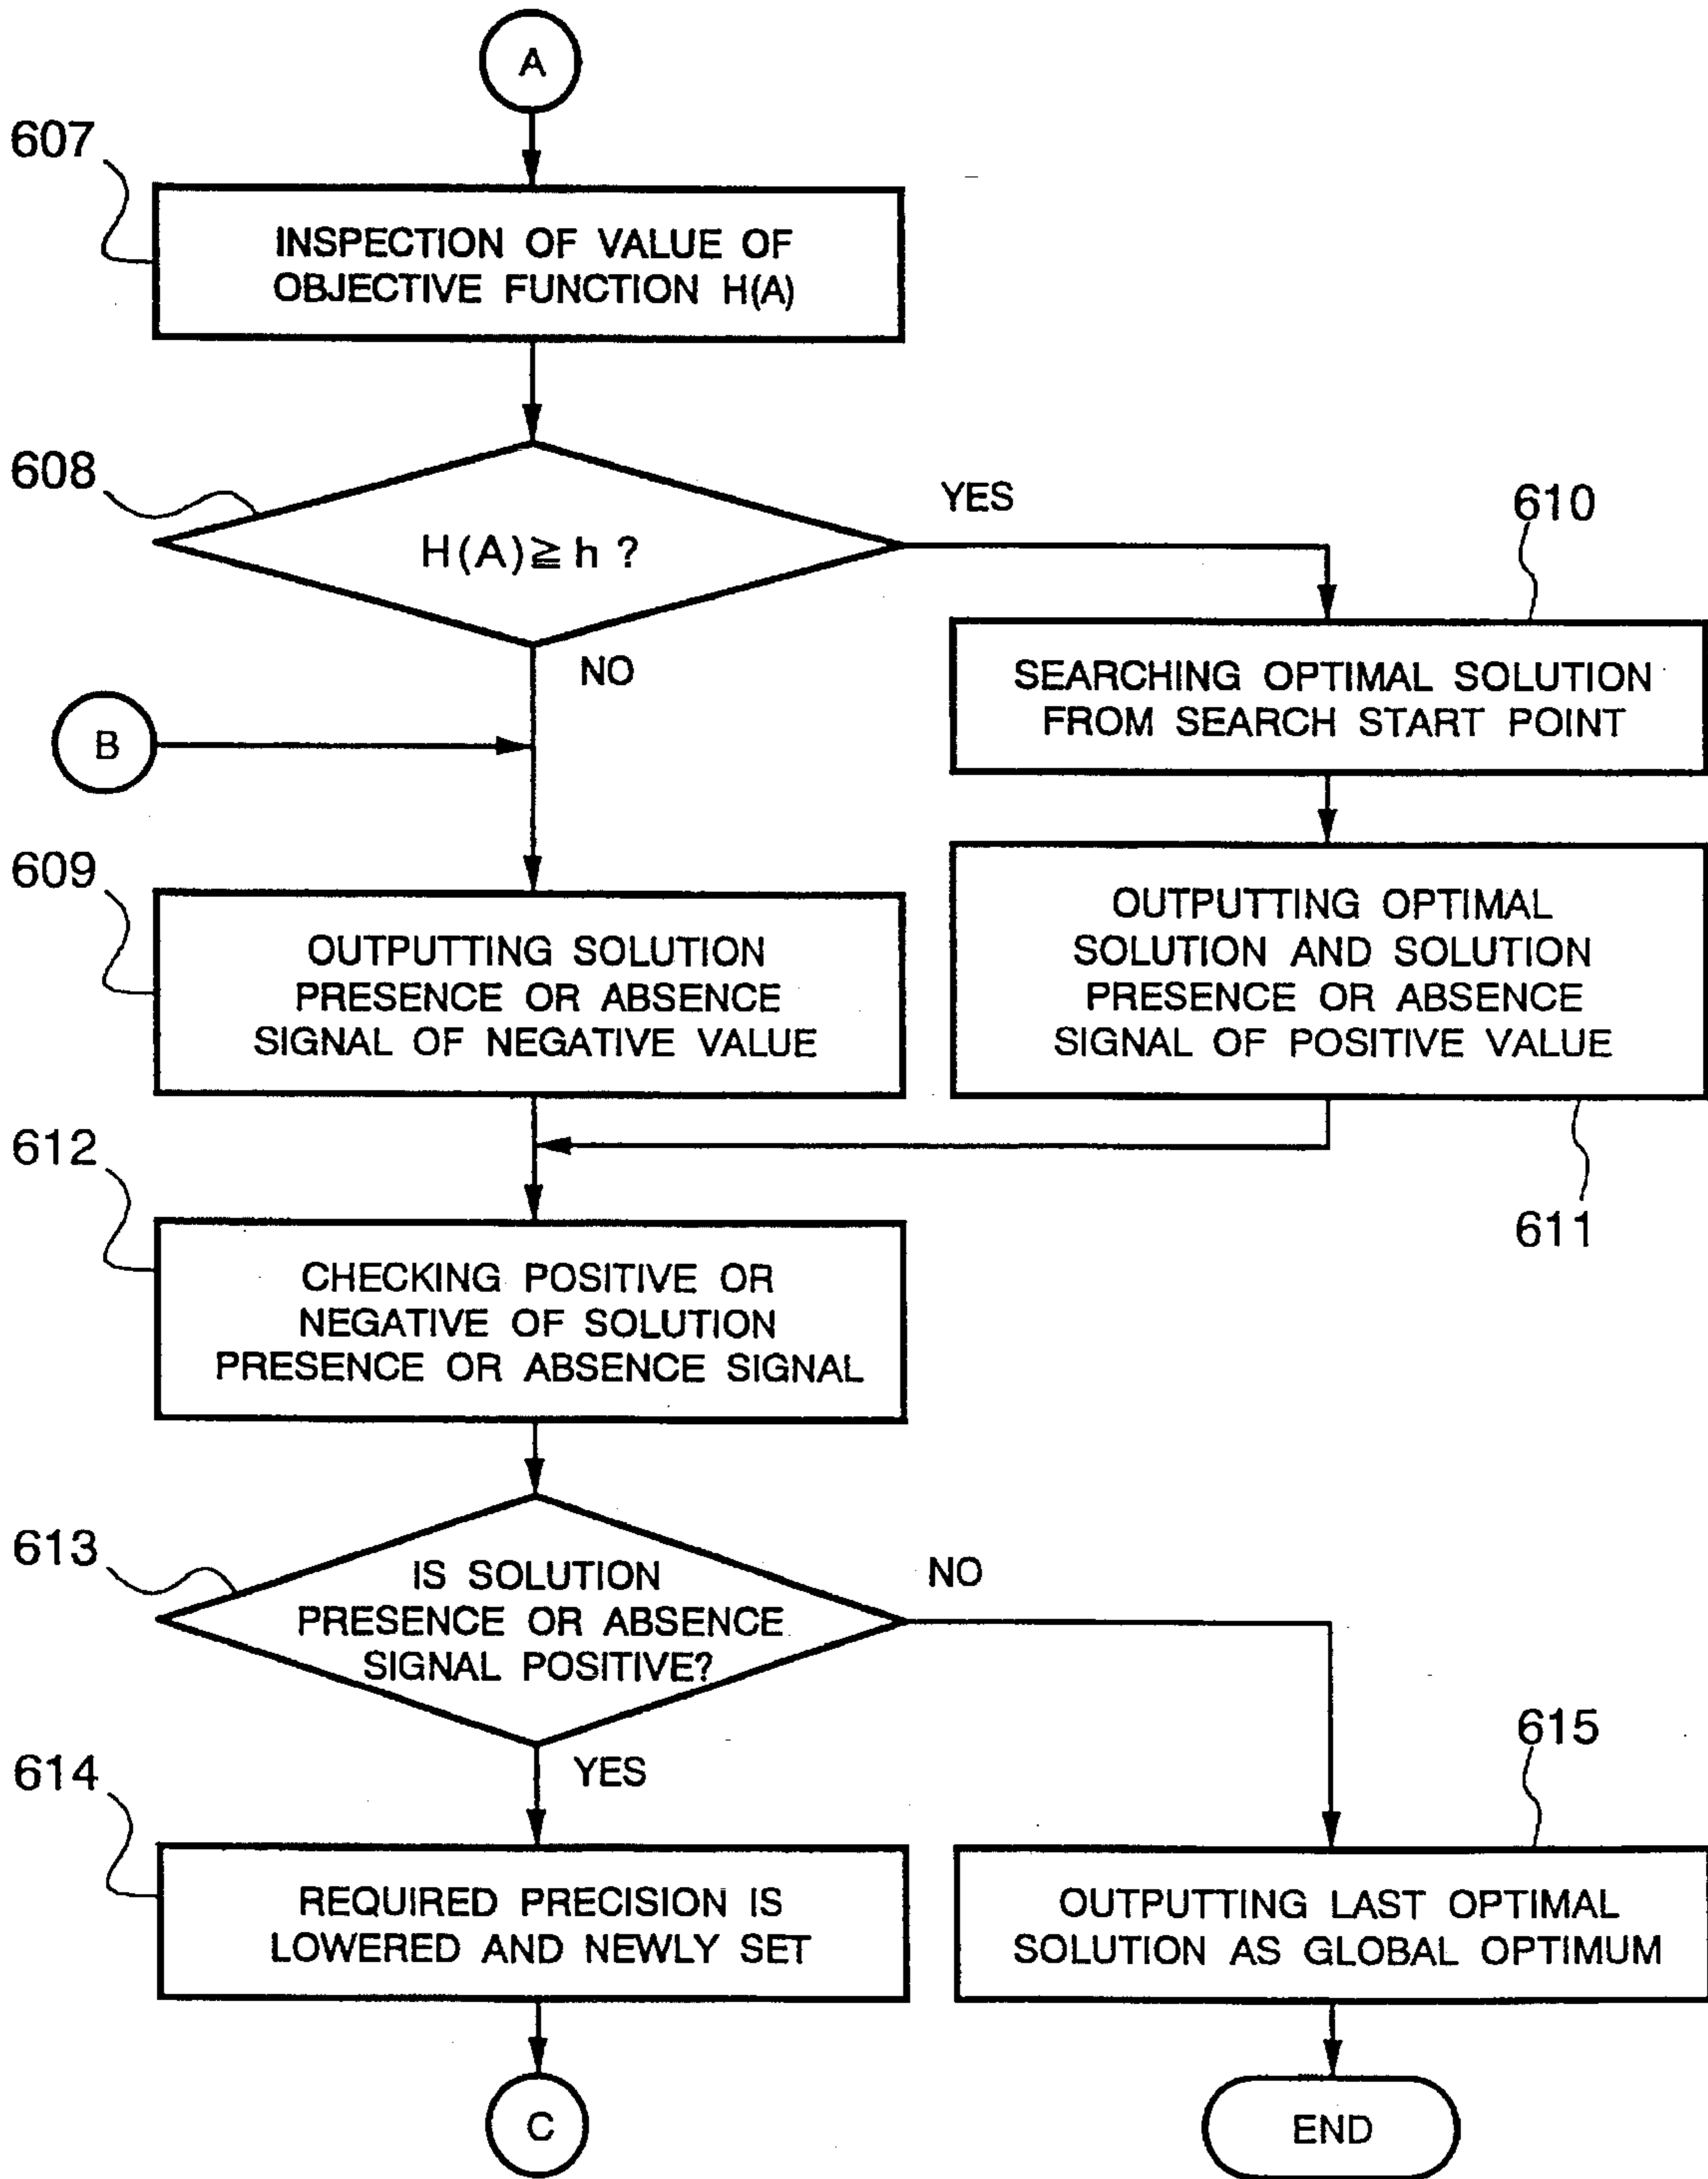 A
607
INSPECTION OF VALUE OF
OBJECTIVE FUNCTION H(A)
608
H(A)≧h ?
YES
NO
610
SEARCHING OPTIMAL SOLUTION
FROM SEARCH START POINT
B
609
OUTPUTTING SOLUTION
PRESENCE OR ABSENCE
SIGNAL OF NEGATIVE VALUE
OUTPUTTING OPTIMAL
SOLUTION AND SOLUTION
PRESENCE OR ABSENCE
SIGNAL OF POSITIVE VALUE
611
612
CHECKING POSITIVE OR
NEGATIVE OF SOLUTION
PRESENCE OR ABSENCE SIGNAL
613
IS SOLUTION
PRESENCE OR ABSENCE
SIGNAL POSITIVE?
NO
YES
614
REQUIRED PRECISION IS
LOWERED AND NEWLY SET
615
OUTPUTTING LAST OPTIMAL
SOLUTION AS GLOBAL OPTIMUM
C
END